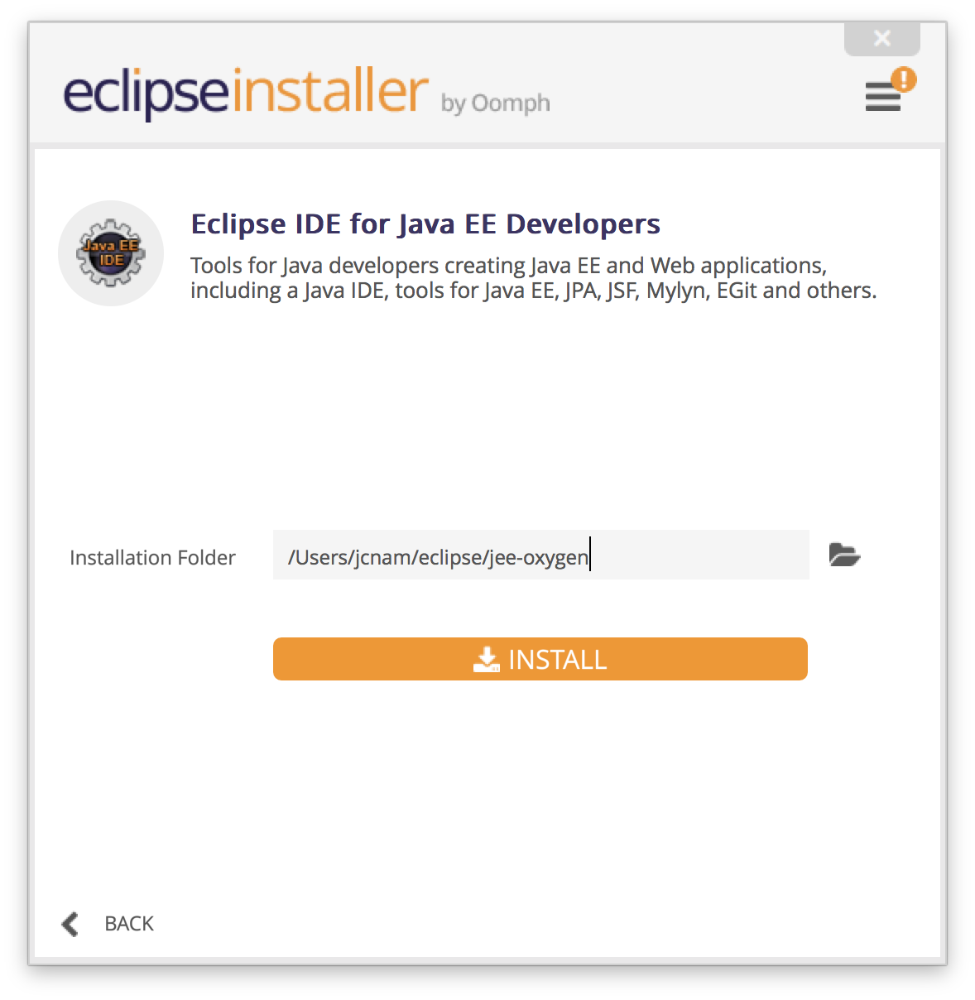 eclipseinstaller by Oomph
!
Java EE
IDE
Eclipse IDE for Java EE Developers
Tools for Java developers creating Java EE and Web applications,
including a Java IDE, tools for Java EE, JPA, JSF, Mylyn, EGit and others.
Installation Folder /Users/jcnam/eclipse/jee-oxygen
INSTALL
BACK